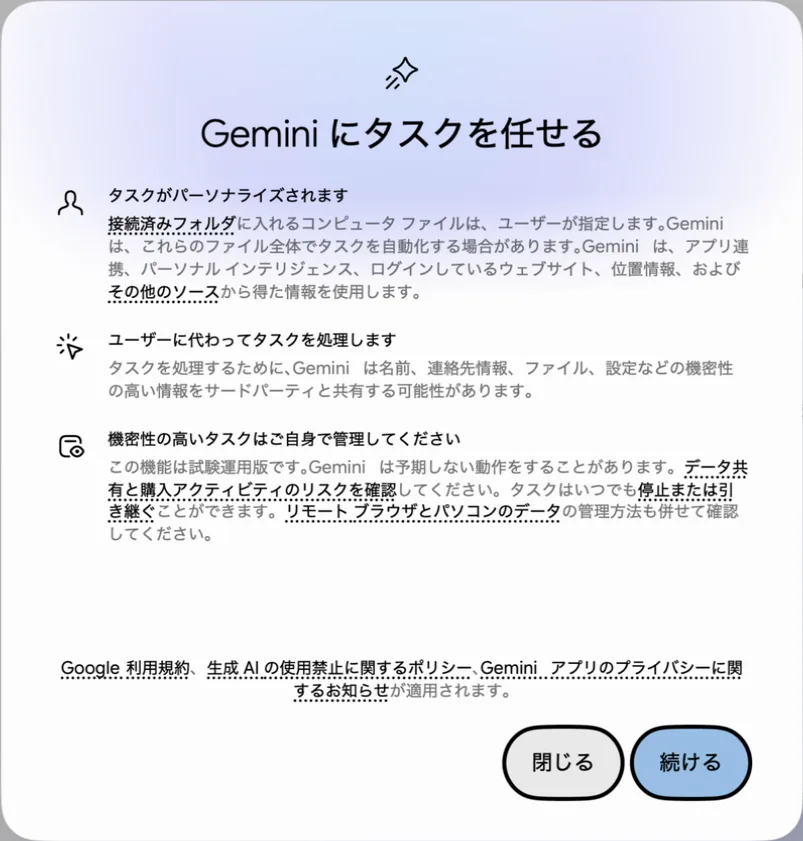 Gemini にタスクを任せる
タスクがパーソナライズされます
接続済みフォルダに入れるコンピュータ ファイルは、ユーザーが指定します。Gemini
は、これらのファイル全体でタスクを自動化する場合があります。Gemini は、アプリ連
携、パーソナル インテリジェンス、ログインしているウェブサイト、位置情報、および
その他のソースから得た情報を使用します。
ユーザーに代わってタスクを処理します
タスクを処理するために、Gemini は名前、連絡先情報、ファイル、設定などの機密性
の高い情報をサードパーティと共有する可能性があります。
機密性の高いタスクはご自身で管理してください
この機能は試験運用版です。Gemini は予期しない動作をすることがあります。データ共
有と購入アクティビティのリスクを確認してください。タスクはいつでも停止または引
き継ぐことができます。リモート ブラウザとパソコンのデータの管理方法も併せて確認
してください。
Google 利用規約、生成 AI の使用禁止に関するポリシー、Gemini アプリのプライバシーに関
するお知らせが適用されます。
閉じる 続ける